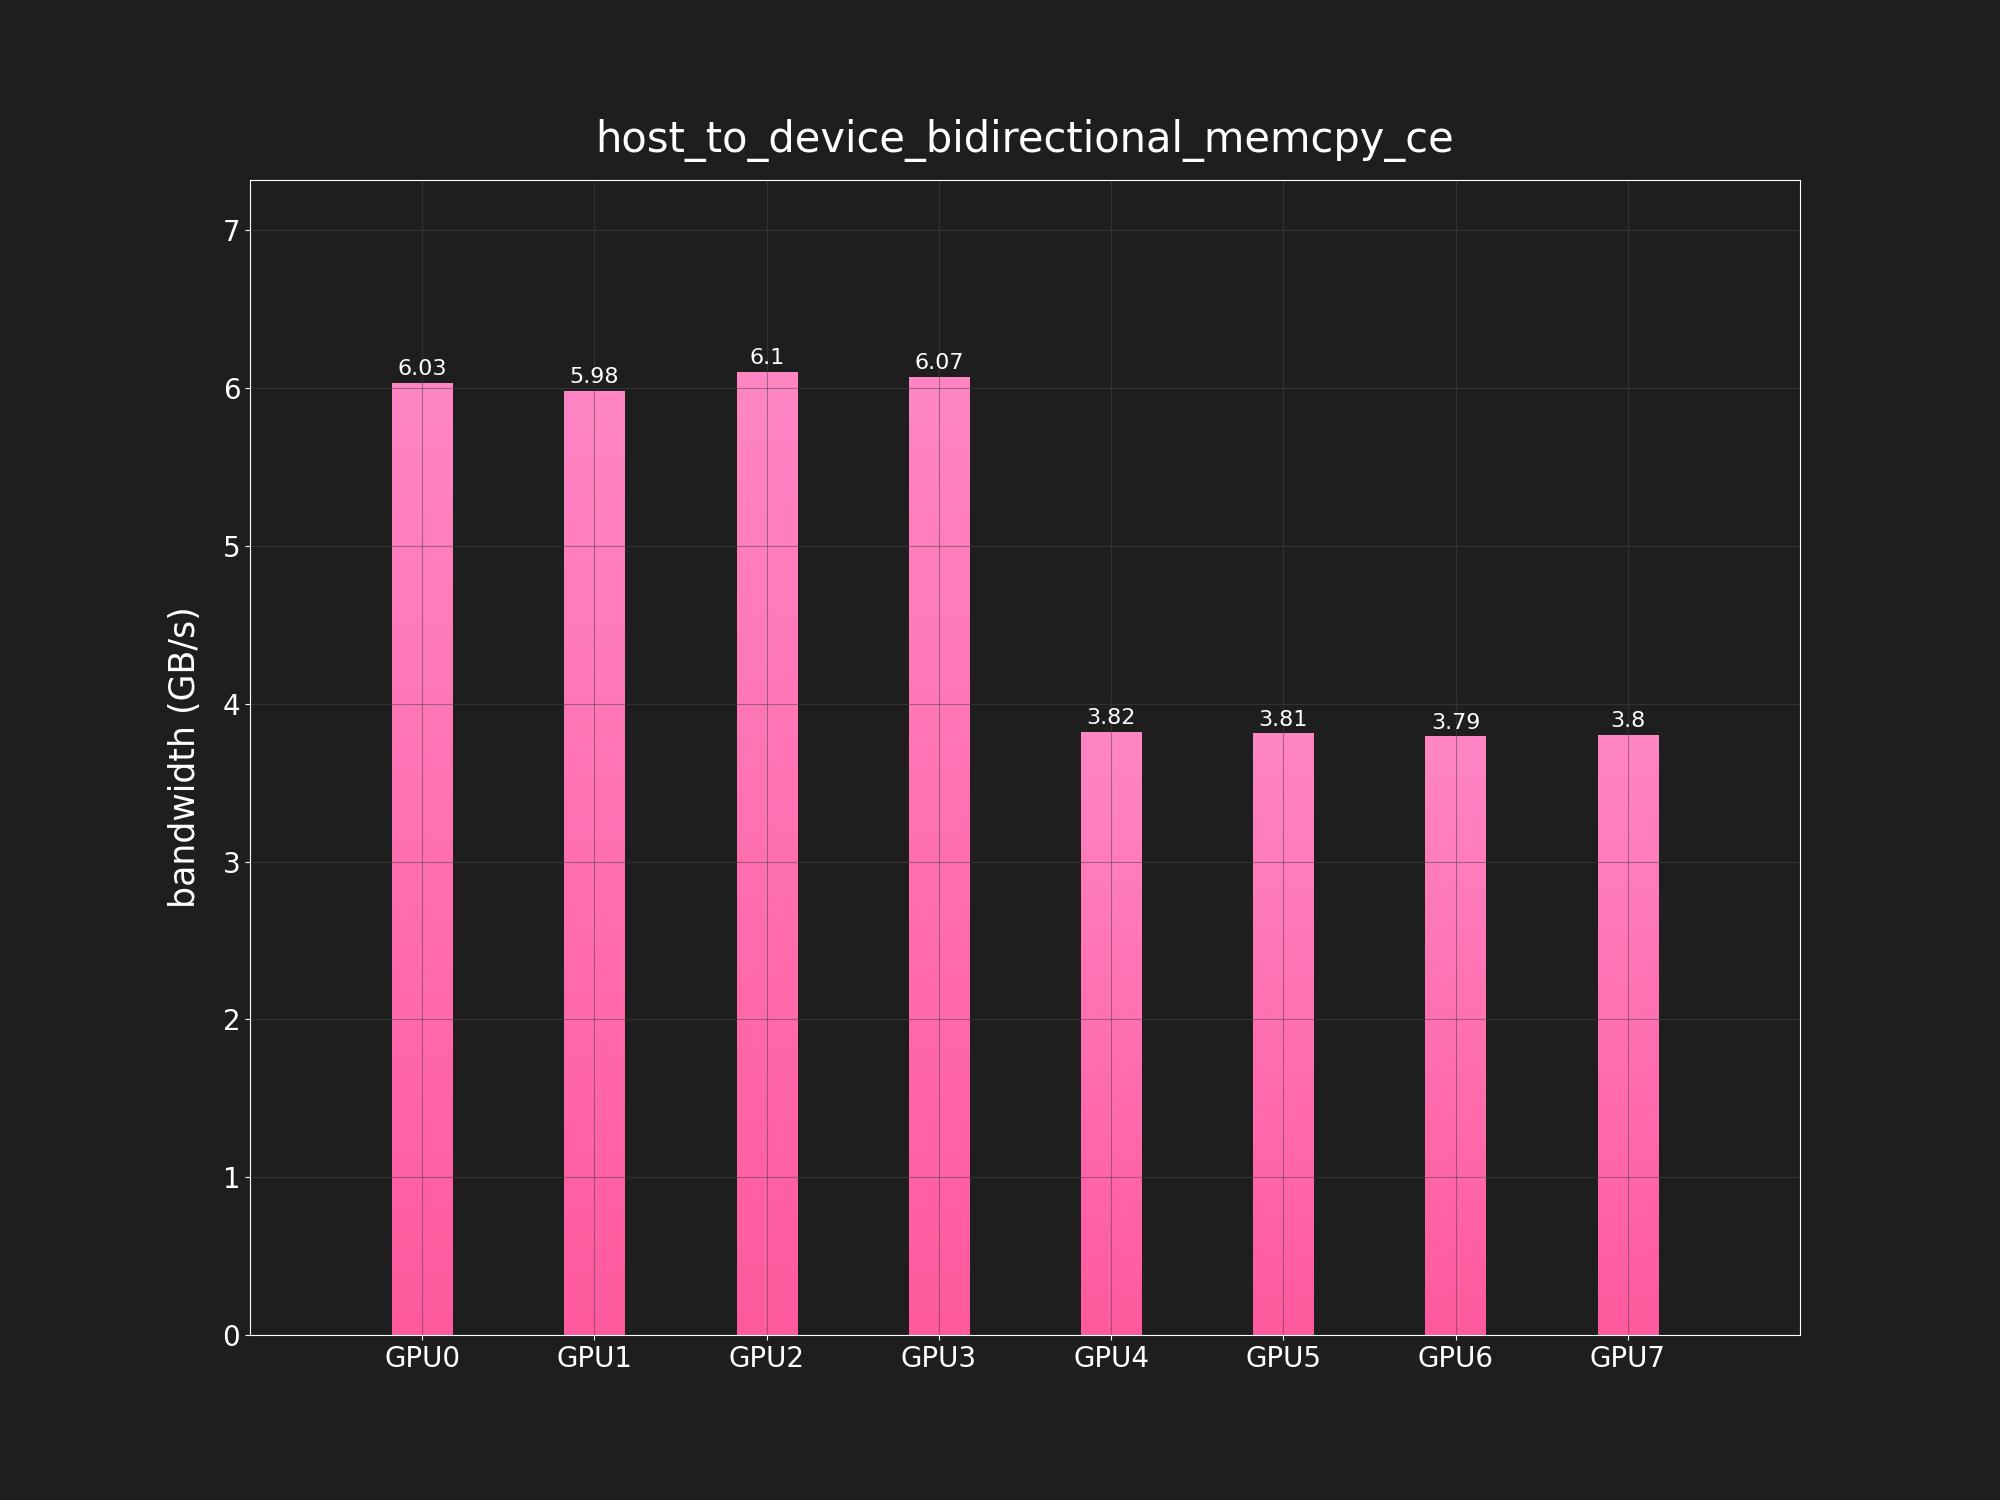 host_to_device_bidirectional_memcpy_ce
bandwidth (GB/s)
7
6
5
4
3
2
1
0
6.03
5.98
6.1
6.07
3.82
3.81
3.79
3.8
GPU0
GPU1
GPU2
GPU3
GPU4
GPU5
GPU6
GPU7